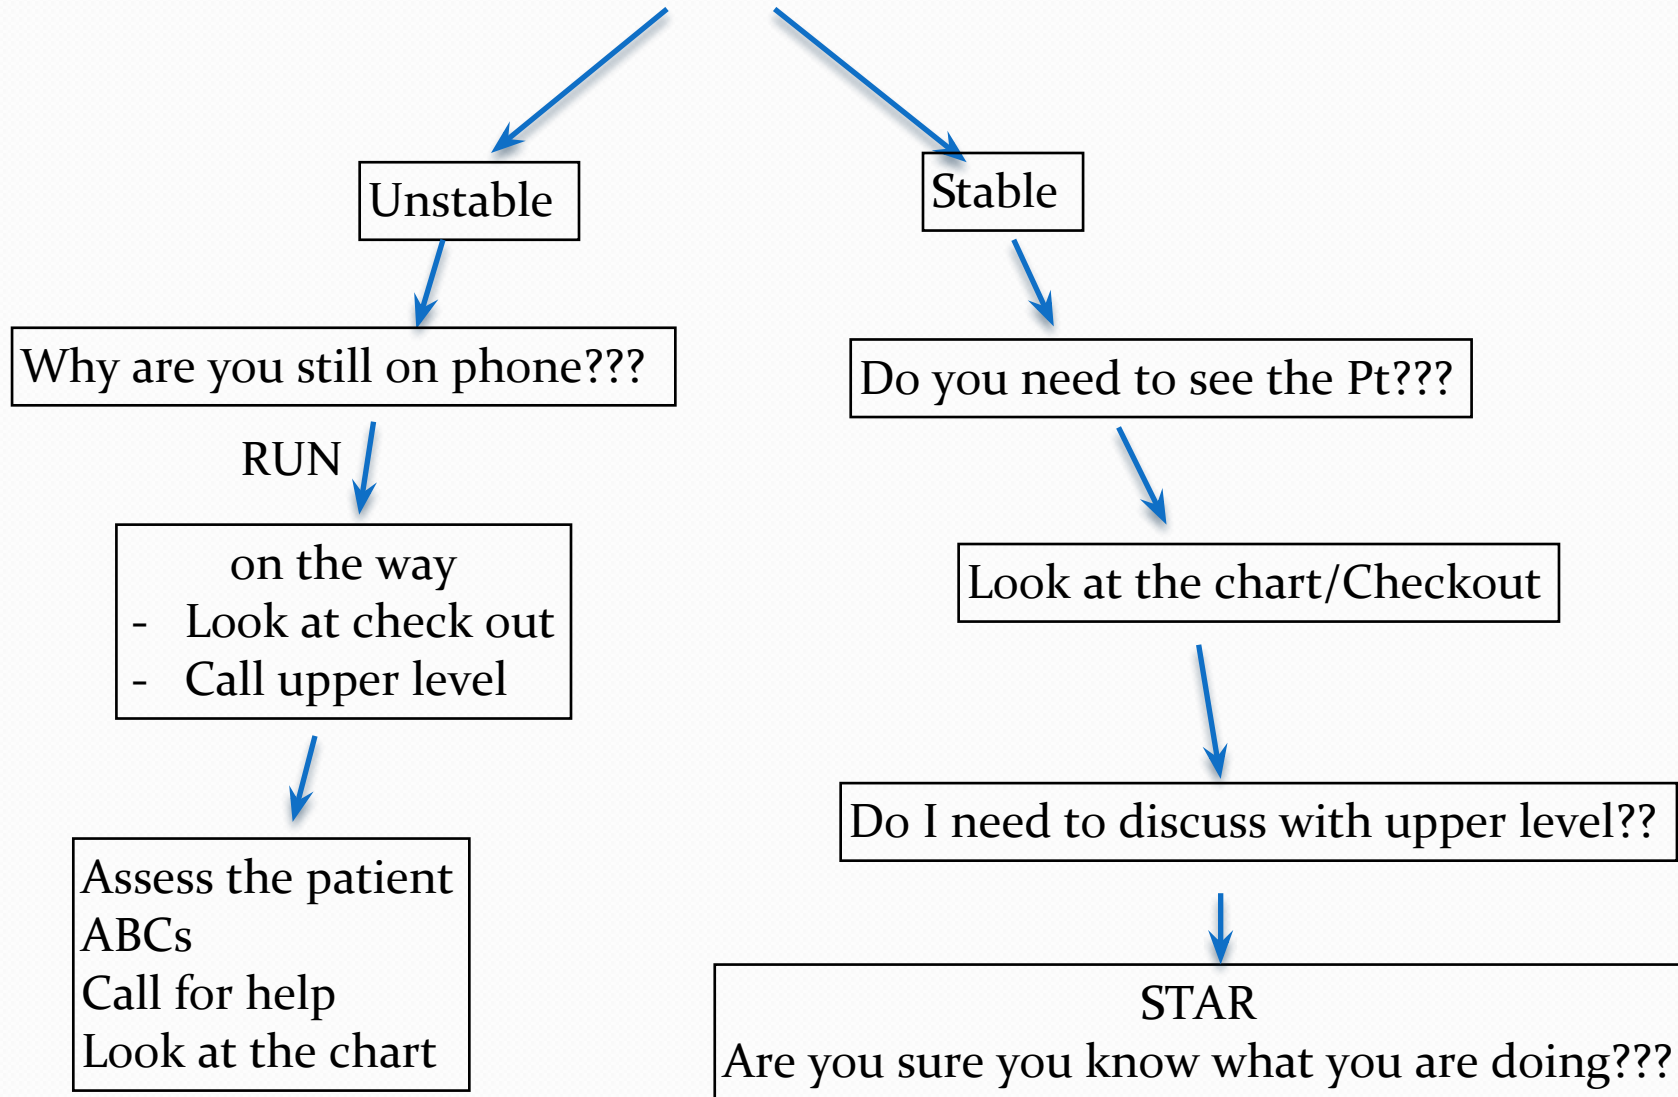 Unstable
Stable
Why are you still on phone???
Do you need to see the Pt???
RUN
on the way
- Look at check out
- Call upper level
Look at the chart/Checkout
Do I need to discuss with upper level??
Assess the patient
ABCs
Call for help
Look at the chart
STAR
Are you sure you know what you are doing???